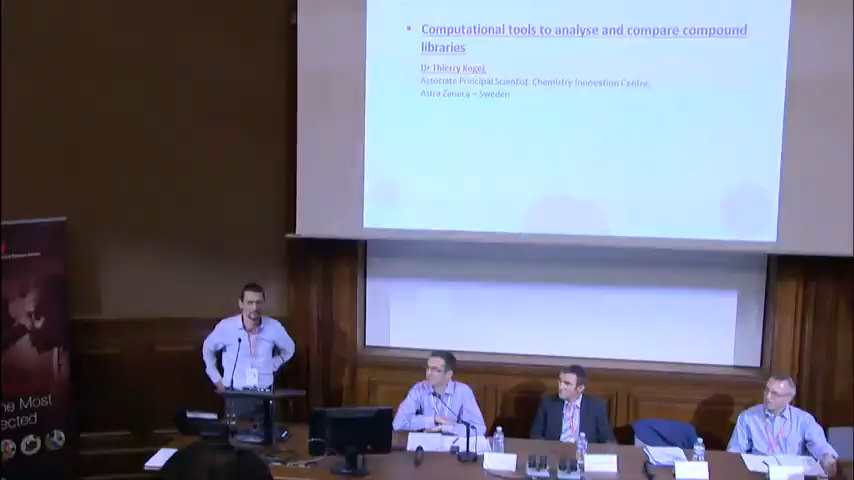 • Computational tools to analyse and compare compound
libraries
Dr Thierry Kogej,
Associate Principal Scientist: Chemistry Innovation Centre,
Astra Zeneca – Sweden
he Most
ected